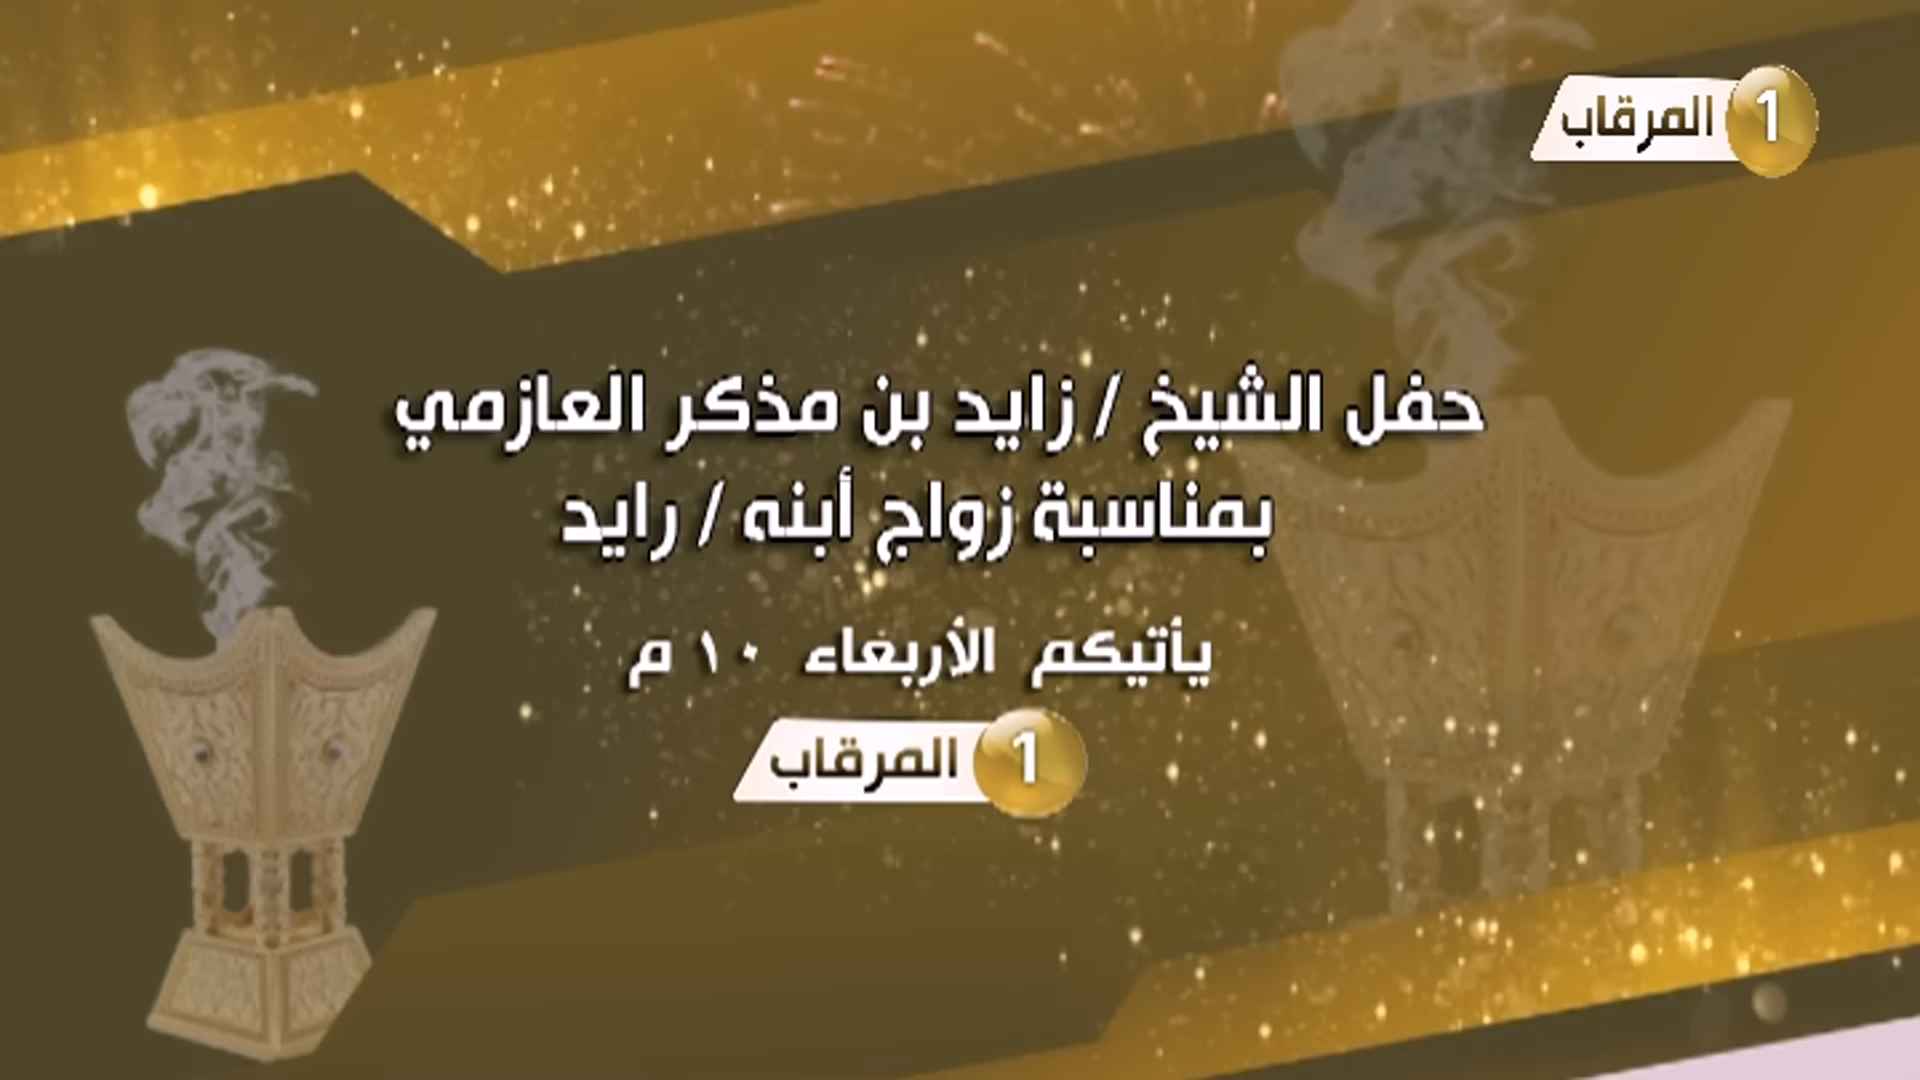 المرقاب 1
حفل الشيخ / زايد بن مذكر العازمي
بمناسبة زواج أبنه / رايد
يأتيكم الأربعاء ١٠ م
المرقاب 1